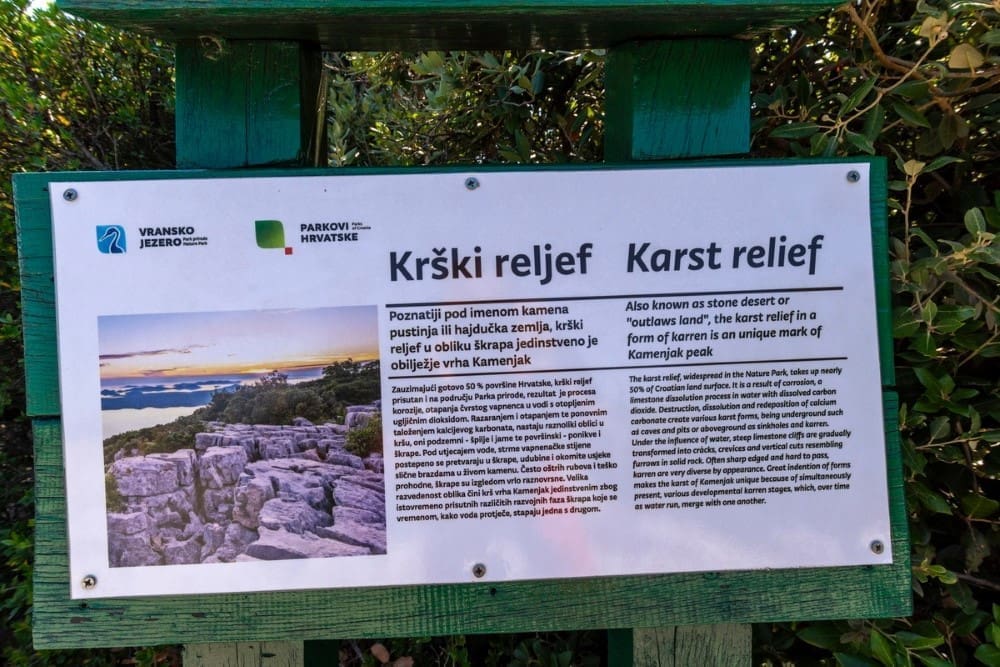 VRANSKO
JEZERO Park prirode
Nature Park
PARKOVI Parks
HRVATSKE of Croatia
Krški reljef
Poznatiji pod imenom kamena
pustinja ili hajdučka zemlja, krški
reljef u obliku škrapa jedinstveno je
obilježje vrha Kamenjak
Zauzimajući gotovo 50 % površine Hrvatske, krški reljef
prisutan i na području Parka prirode, rezultat je procesa
korozije, otapanja čvrstog vapnenca u vodi s otopljenim
ugljičnim dioksidom. Razaranjem i otapanjem te ponovnim
taloženjem kalcijevog karbonata, nastaju raznoliki oblici u
kršu, oni podzemni - špilje i jame te površinski - ponikve i
škrape. Pod utjecajem vode, strme vapnenačke stijene
postepeno se pretvaraju u škrape, udubine i okomite usjeke
slične brazdama u živom kamenu. Često oštrih rubova i teško
prohodne, škrape su izgledom vrlo raznovrsne. Velika
razvedenost oblika čini krš vrha Kamenjak jedinstvenim zbog
istovremeno prisutnih različitih razvojnih faza škrapa koje se
vremenom, kako voda protječe, stapaju jedna s drugom.
Karst relief
Also known as stone desert or
"outlaws land", the karst relief in a
form of karren is an unique mark of
Kamenjak peak
The karst relief, widespread in the Nature Park, takes up nearly
50% of Croatian land surface. It is a result of corrosion, a
limestone dissolution process in water with dissolved carbon
dioxide. Destruction, dissolution and redeposition of calcium
carbonate create various karst forms, being underground such
as caves and pits or aboveground as sinkholes and karren.
Under the influence of water, steep limestone cliffs are gradually
transformed into cracks, crevices and vertical cuts resembling
furrows in solid rock. Often sharp edged and hard to pass,
karren are very diverse by appearance. Great indention of forms
makes the karst of Kamenjak unique because of simultaneously
present, various developmental karren stages, which, over time
as water run, merge with one another.